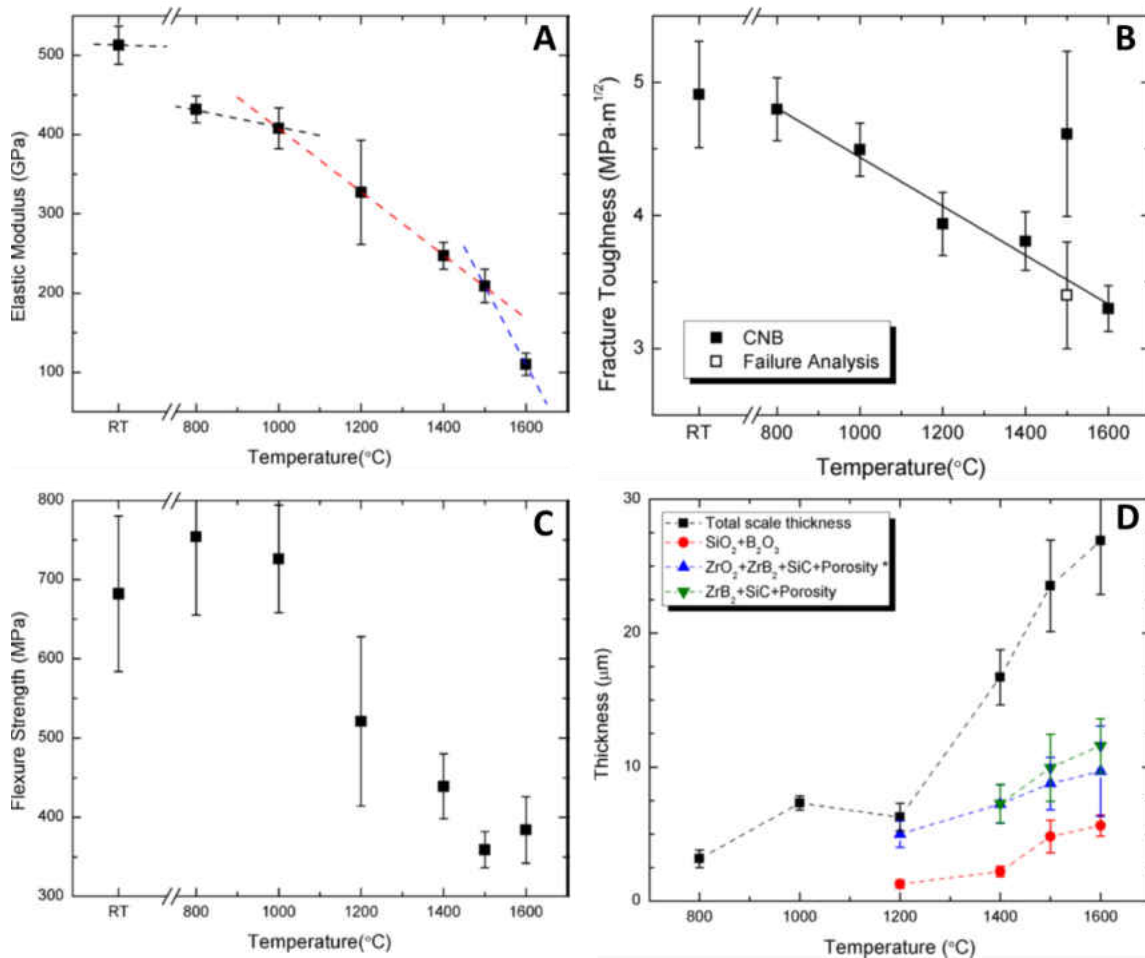 A
500
400
300
200
100
Elastic Modulus (GPa)
RT
800
1000
1200
1400
1600
Temperature(°C)
B
5
4
3
Fracture Toughness (MPa·m^1/2)
CNB
Failure Analysis
RT
800
1000
1200
1400
1600
Temperature(°C)
C
800
700
600
500
400
300
Flexure Strength (MPa)
RT
800
1000
1200
1400
1600
Temperature(°C)
D
30
20
10
0
Thickness (μm)
Total scale thickness
SiO₂+B₂O₃
ZrO₂+ZrB₂+SiC+Porosity *
ZrB₂+SiC+Porosity
800
1000
1200
1400
1600
Temperature (°C)